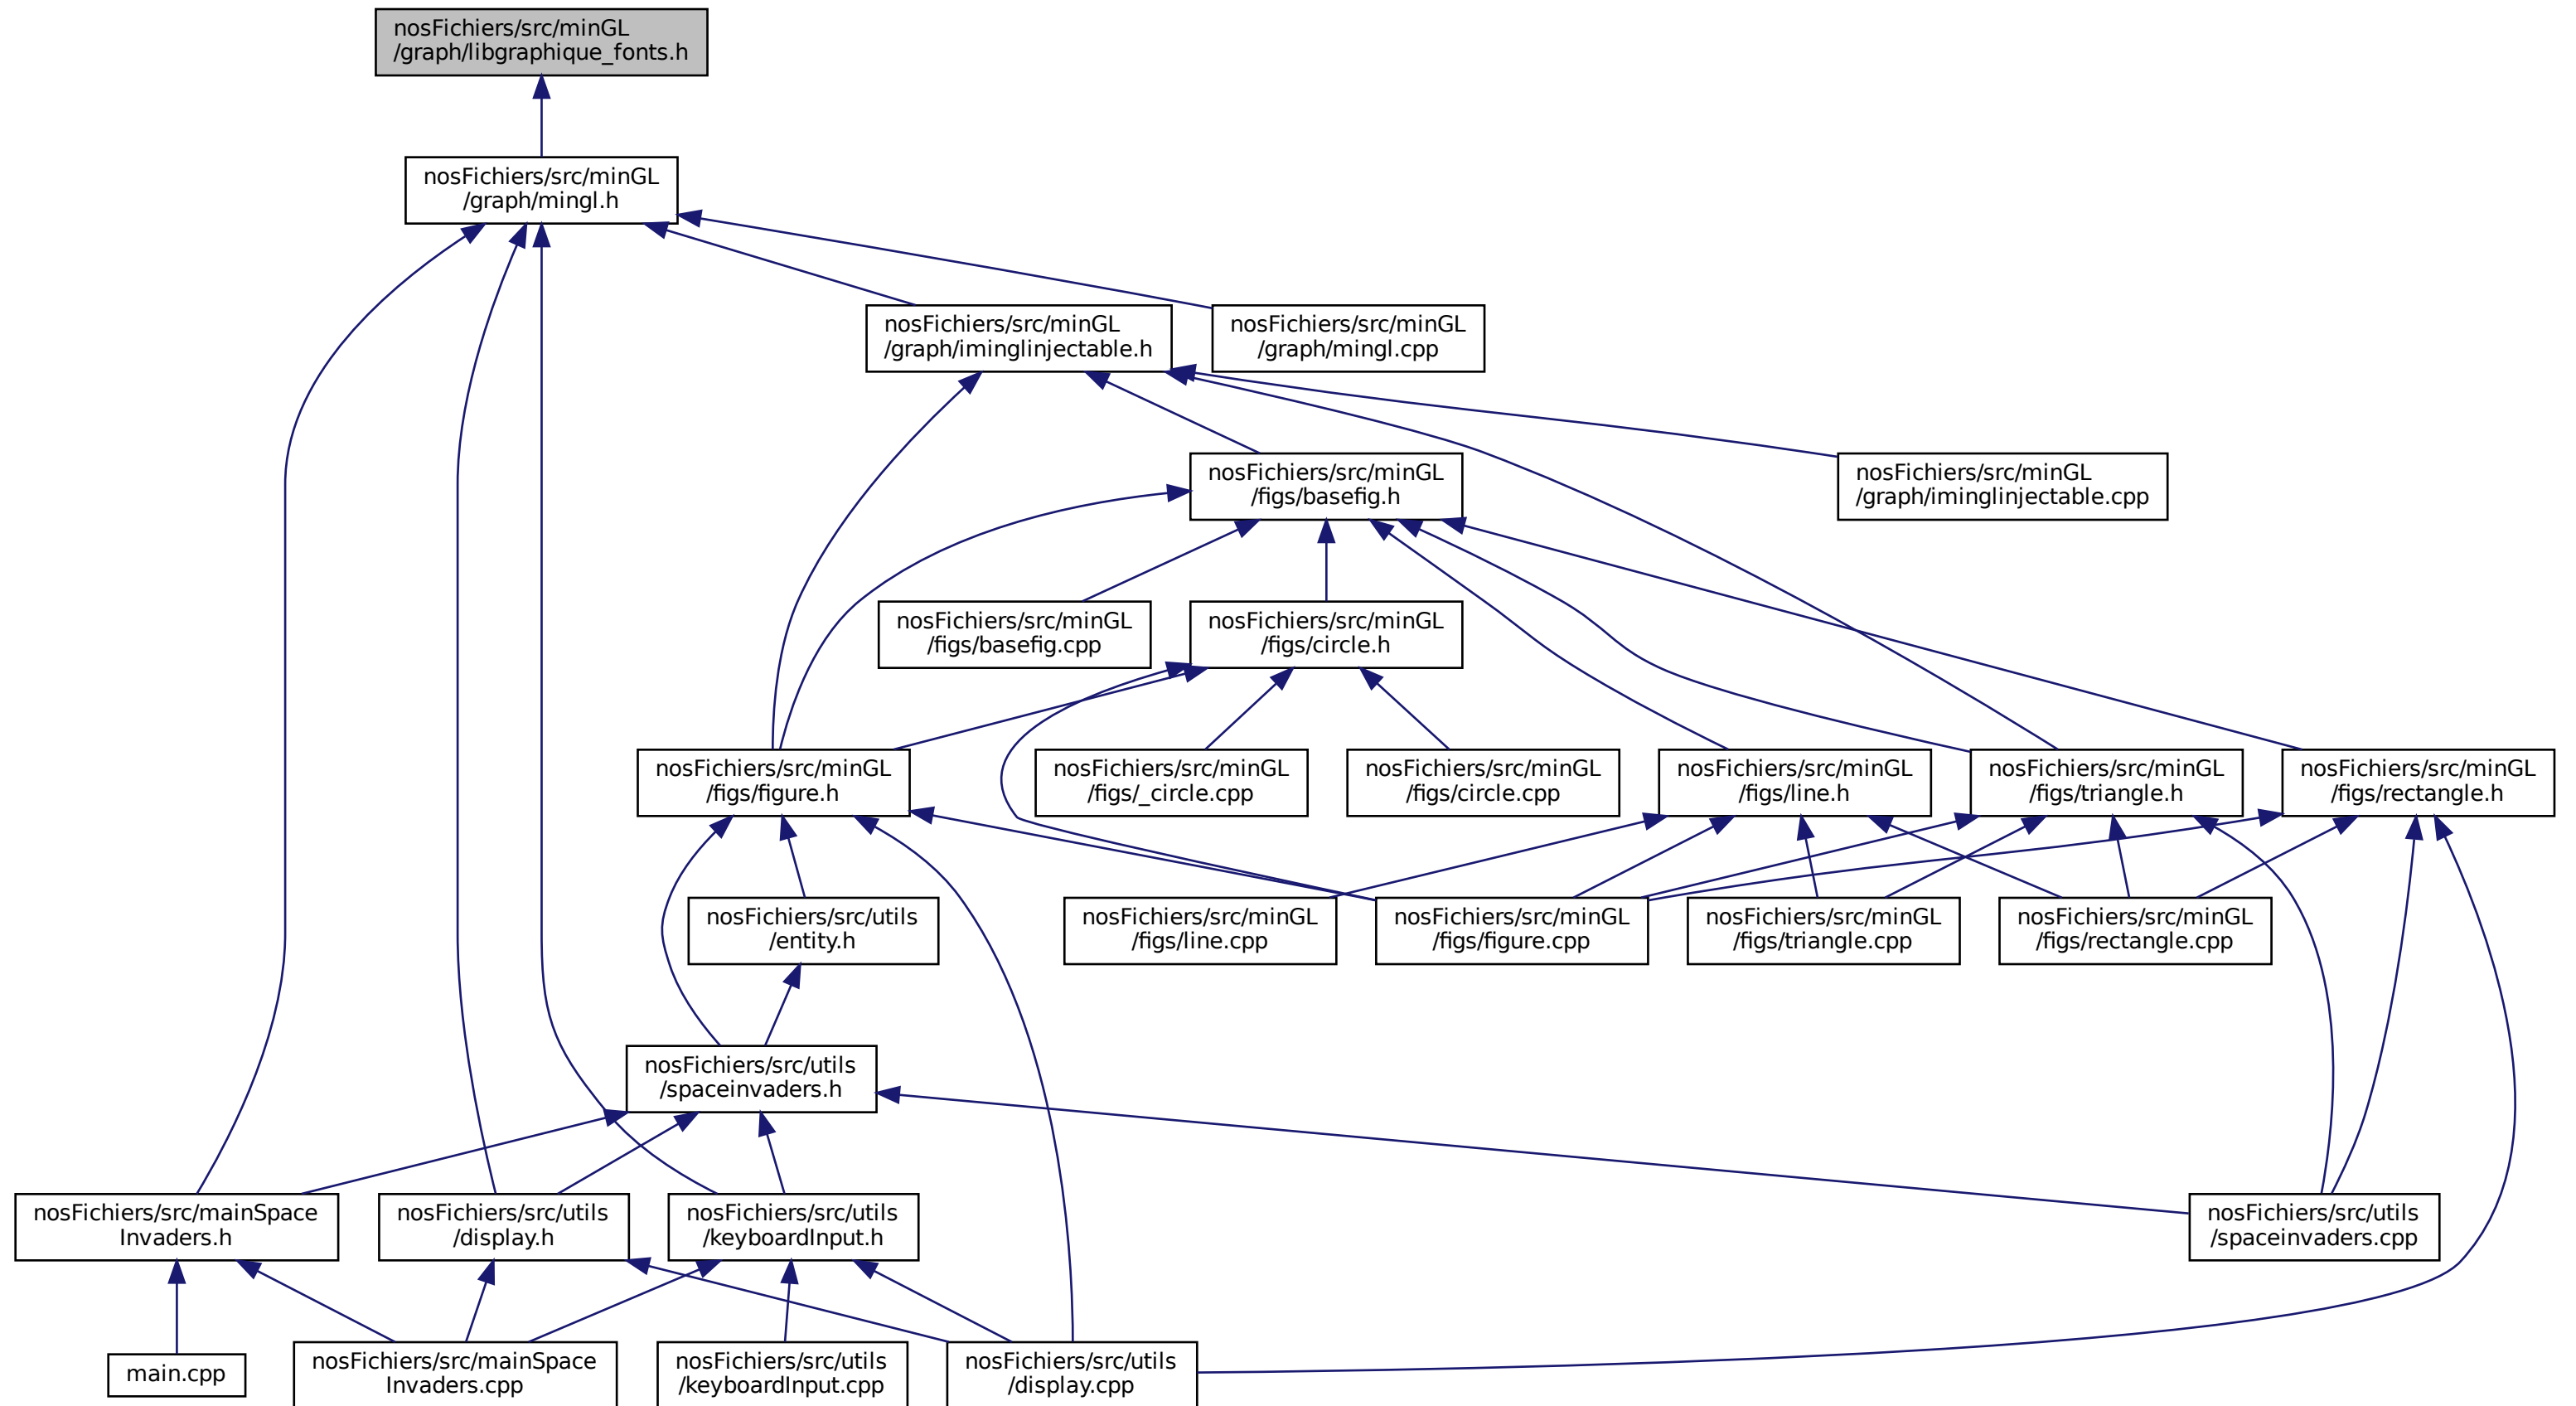 nosFichiers/src/minGL
/graph/libgraphique_fonts.h
nosFichiers/src/minGL
/graph/mingl.h
nosFichiers/src/minGL
/graph/iminglinjectable.h
nosFichiers/src/minGL
/graph/mingl.cpp
nosFichiers/src/minGL
/figs/basefig.h
nosFichiers/src/minGL
/graph/iminglinjectable.cpp
nosFichiers/src/minGL
/figs/basefig.cpp
nosFichiers/src/minGL
/figs/circle.h
nosFichiers/src/minGL
/figs/figure.h
nosFichiers/src/minGL
/figs/_circle.cpp
nosFichiers/src/minGL
/figs/circle.cpp
nosFichiers/src/minGL
/figs/line.h
nosFichiers/src/minGL
/figs/triangle.h
nosFichiers/src/minGL
/figs/rectangle.h
nosFichiers/src/utils
/entity.h
nosFichiers/src/minGL
/figs/line.cpp
nosFichiers/src/minGL
/figs/figure.cpp
nosFichiers/src/minGL
/figs/triangle.cpp
nosFichiers/src/minGL
/figs/rectangle.cpp
nosFichiers/src/utils
/spaceinvaders.h
nosFichiers/src/mainSpace
Invaders.h
nosFichiers/src/utils
/display.h
nosFichiers/src/utils
/keyboardInput.h
nosFichiers/src/utils
/spaceinvaders.cpp
main.cpp
nosFichiers/src/mainSpace
Invaders.cpp
nosFichiers/src/utils
/keyboardInput.cpp
nosFichiers/src/utils
/display.cpp